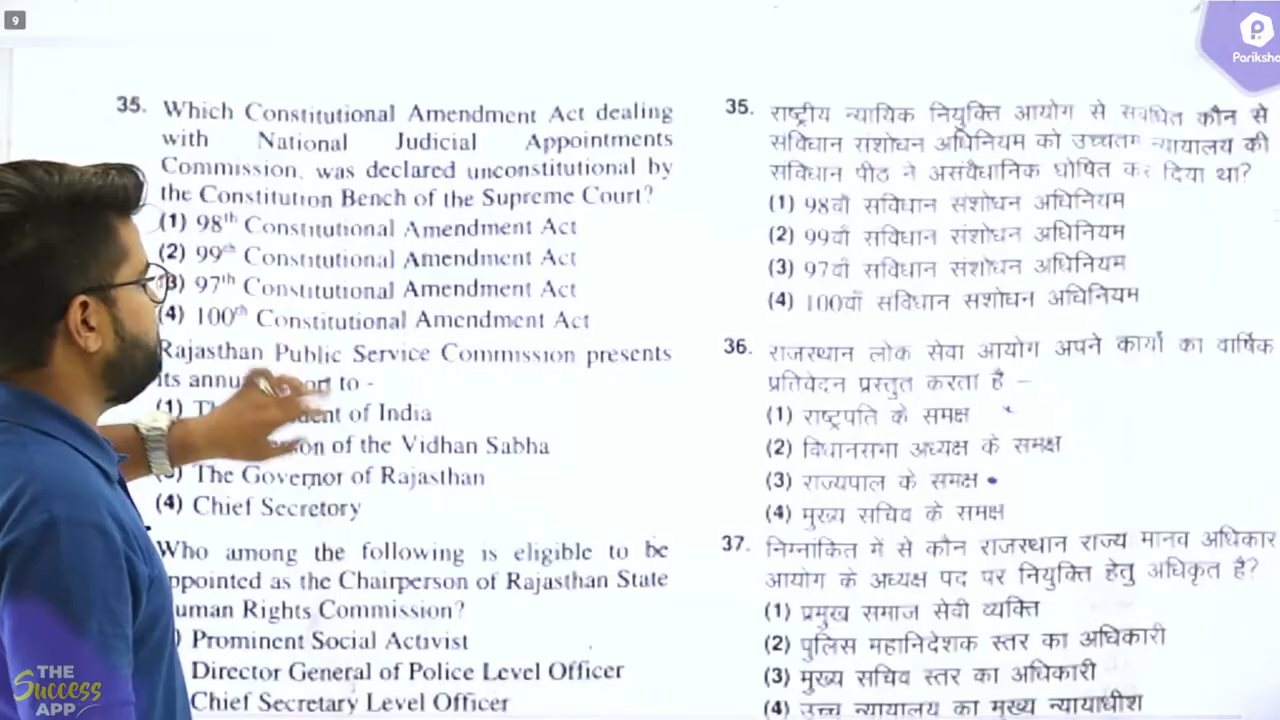 9
Pariksha
35. Which Constitutional Amendment Act dealing
with National Judicial Appointments
Commission, was declared unconstitutional by
the Constitution Bench of the Supreme Court?
(1) 98th Constitutional Amendment Act
(2) 99th Constitutional Amendment Act
(3) 97th Constitutional Amendment Act
(4) 100th Constitutional Amendment Act
Rajasthan Public Service Commission presents
its to -
(1) of India
of the Vidhan Sabha
The Governor of Rajasthan
(4) Chief Secretary
Who among the following is eligible to be
appointed as the Chairperson of Rajasthan State
Human Rights Commission?
Prominent Social Activist
Director General of Police Level Officer
Chief Secretary Level Officer
35. राष्ट्रीय न्यायिक नियुक्ति आयोग से संबंधित कौन से
संविधान संशोधन अधिनियम को उच्चतम न्यायालय की
संविधान पीठ ने असंवैधानिक घोषित कर दिया था?
(1) 98वाँ संविधान संशोधन अधिनियम
(2) 99वाँ संविधान संशोधन अधिनियम
(3) 97वाँ संविधान संशोधन अधिनियम
(4) 100वाँ संविधान संशोधन अधिनियम
36. राजस्थान लोक सेवा आयोग अपने कार्यों का वार्षिक
प्रतिवेदन प्रस्तुत करता है –
(1) राष्ट्रपति के समक्ष
(2) विधानसभा अध्यक्ष के समक्ष
(3) राज्यपाल के समक्ष
(4) मुख्य सचिव के समक्ष
37. निम्नांकित में से कौन राजस्थान राज्य मानव अधिकार
आयोग के अध्यक्ष पद पर नियुक्ति हेतु अधिकृत है?
(1) प्रमुख समाज सेवी व्यक्ति
(2) पुलिस महानिदेशक स्तर का अधिकारी
(3) मुख्य सचिव स्तर का अधिकारी
(4) उच्च न्यायालय का मुख्य न्यायाधीश
THE
Success
APP